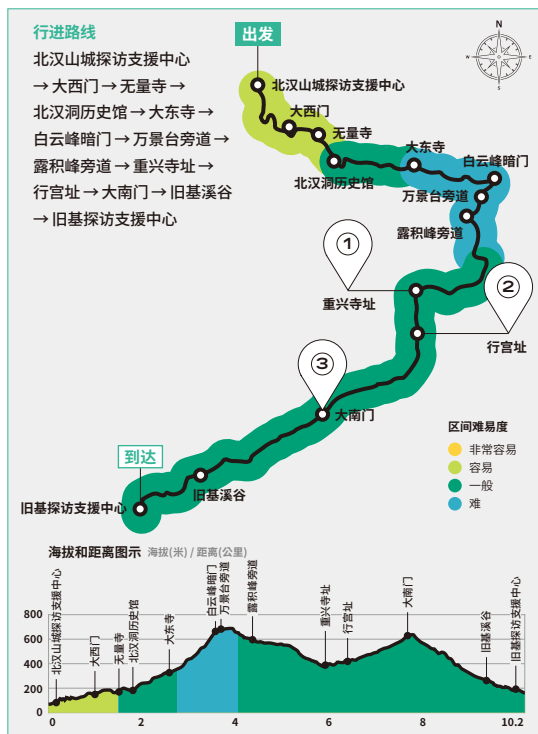 行进路线
北汉山城探访支援中心
→大西门→无量寺→
北汉洞历史馆→大东寺→
白云峰暗门→万景台旁道→
露积峰旁道→重兴寺址→
行宫址→大南门→旧基溪谷
→旧基探访支援中心
出发
N
W
E
S
北汉山城探访支援中心
大西门
无量寺
大东寺
白云峰暗门
北汉洞历史馆
万景台旁道
露积峰旁道
1
2
重兴寺址
行宫址
3
大南门
区间难易度
非常容易
容易
一般
难
到达
旧基溪谷
旧基探访支援中心
海拔和距离图示 海拔(米) / 距离(公里)
北汉山城探访支援中心
大西门
无量寺
北汉洞历史馆
大东寺
白云峰暗门
万景台旁道
露积峰旁道
重兴寺址
行宫址
大南门
旧基溪谷
旧基探访支援中心
800
600
400
200
0
0 2 4 6 8 10.2